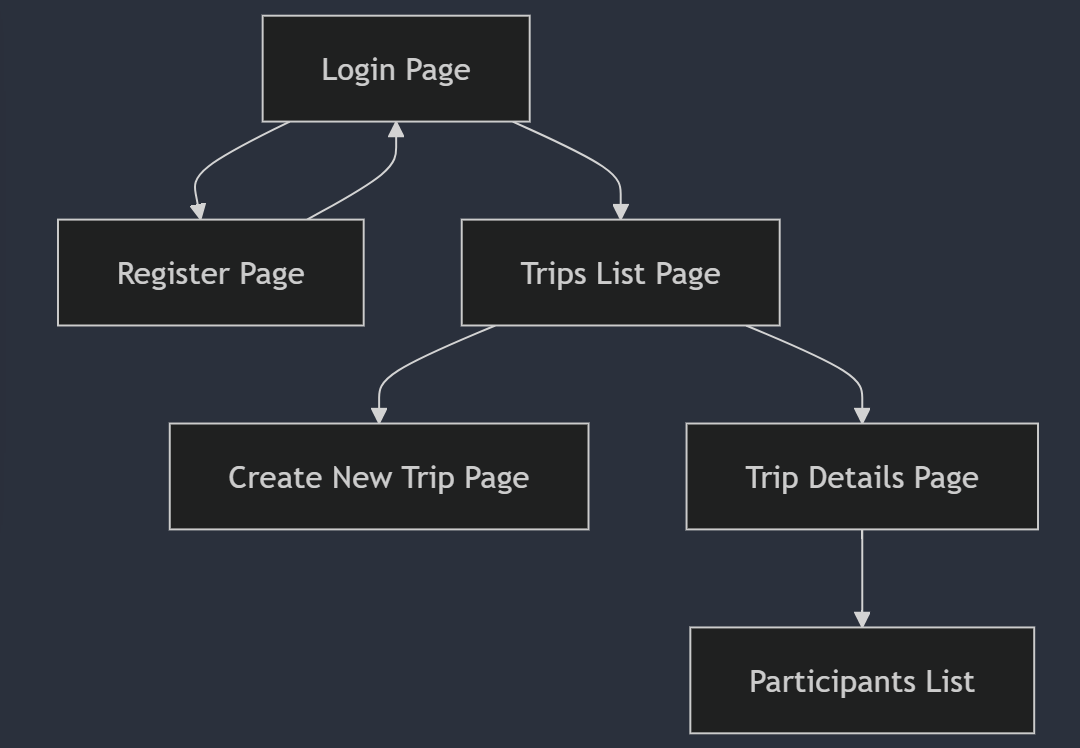 Login Page
Register Page
Trips List Page
Create New Trip Page
Trip Details Page
Participants List